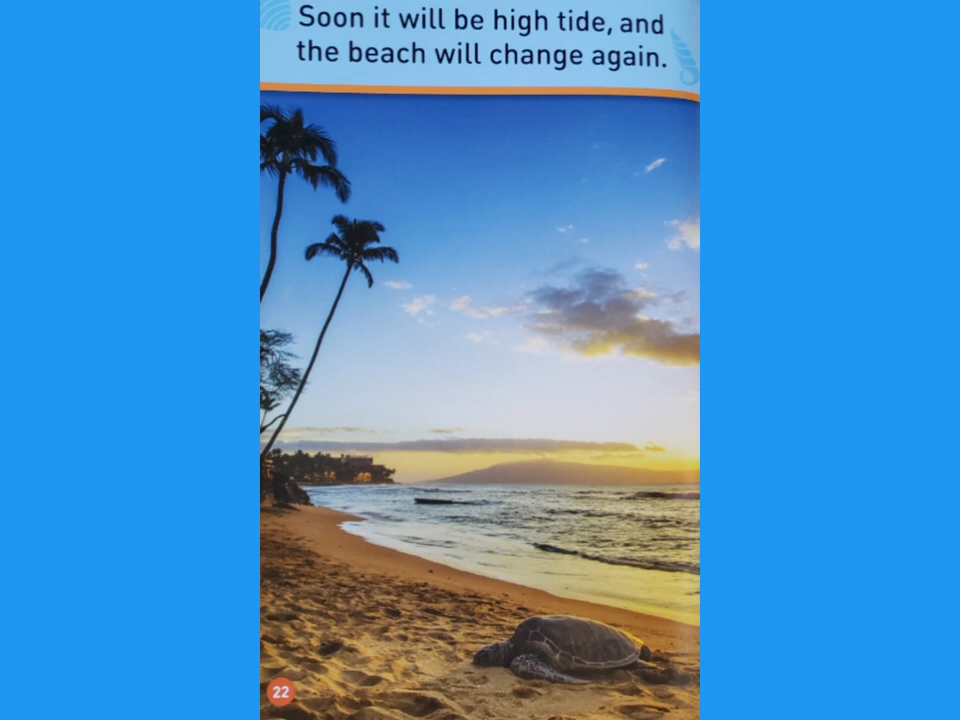 Soon it will be high tide, and
the beach will change again.
22